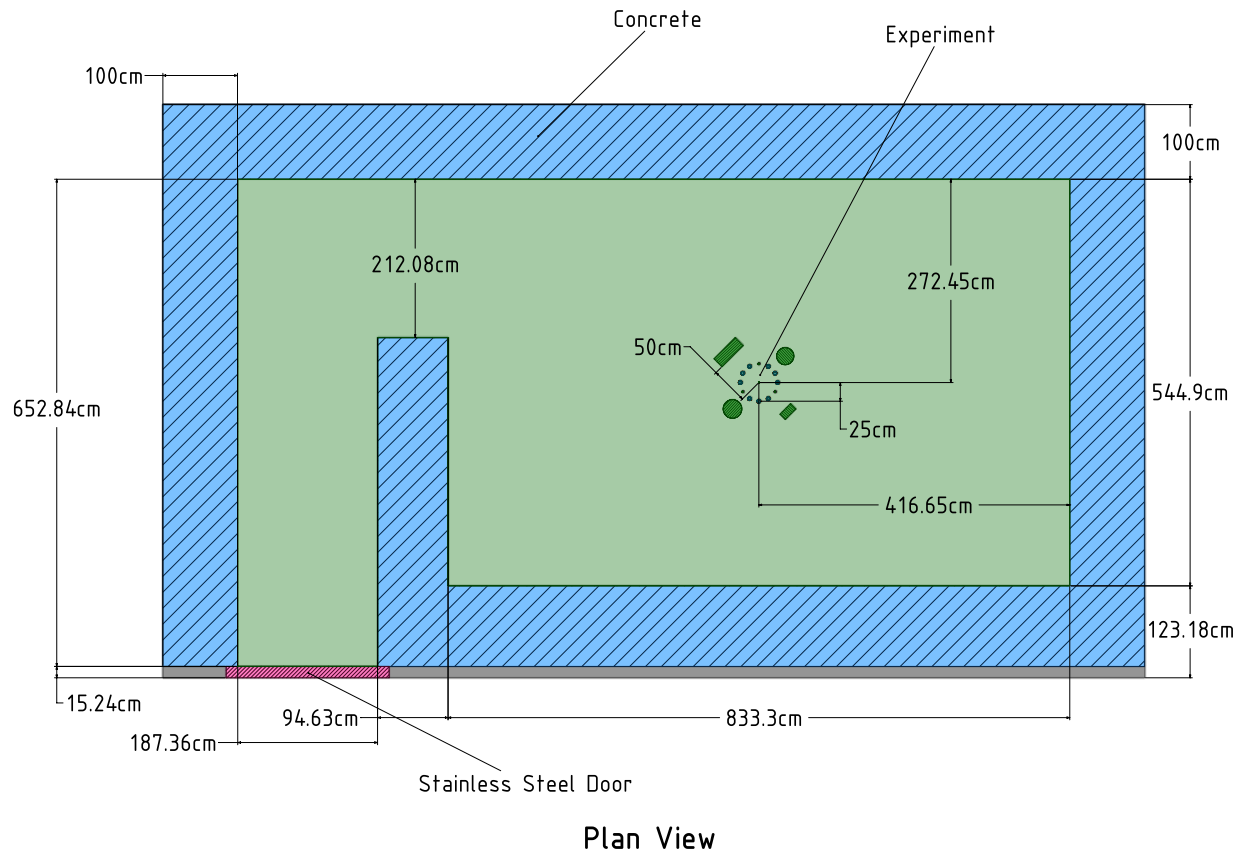 Concrete
Experiment
100cm
100cm
212.08cm
272.45cm
50cm
652.84cm
544.9cm
25cm
416.65cm
123.18cm
15.24cm
94.63cm
833.3cm
187.36cm
Stainless Steel Door
Plan View